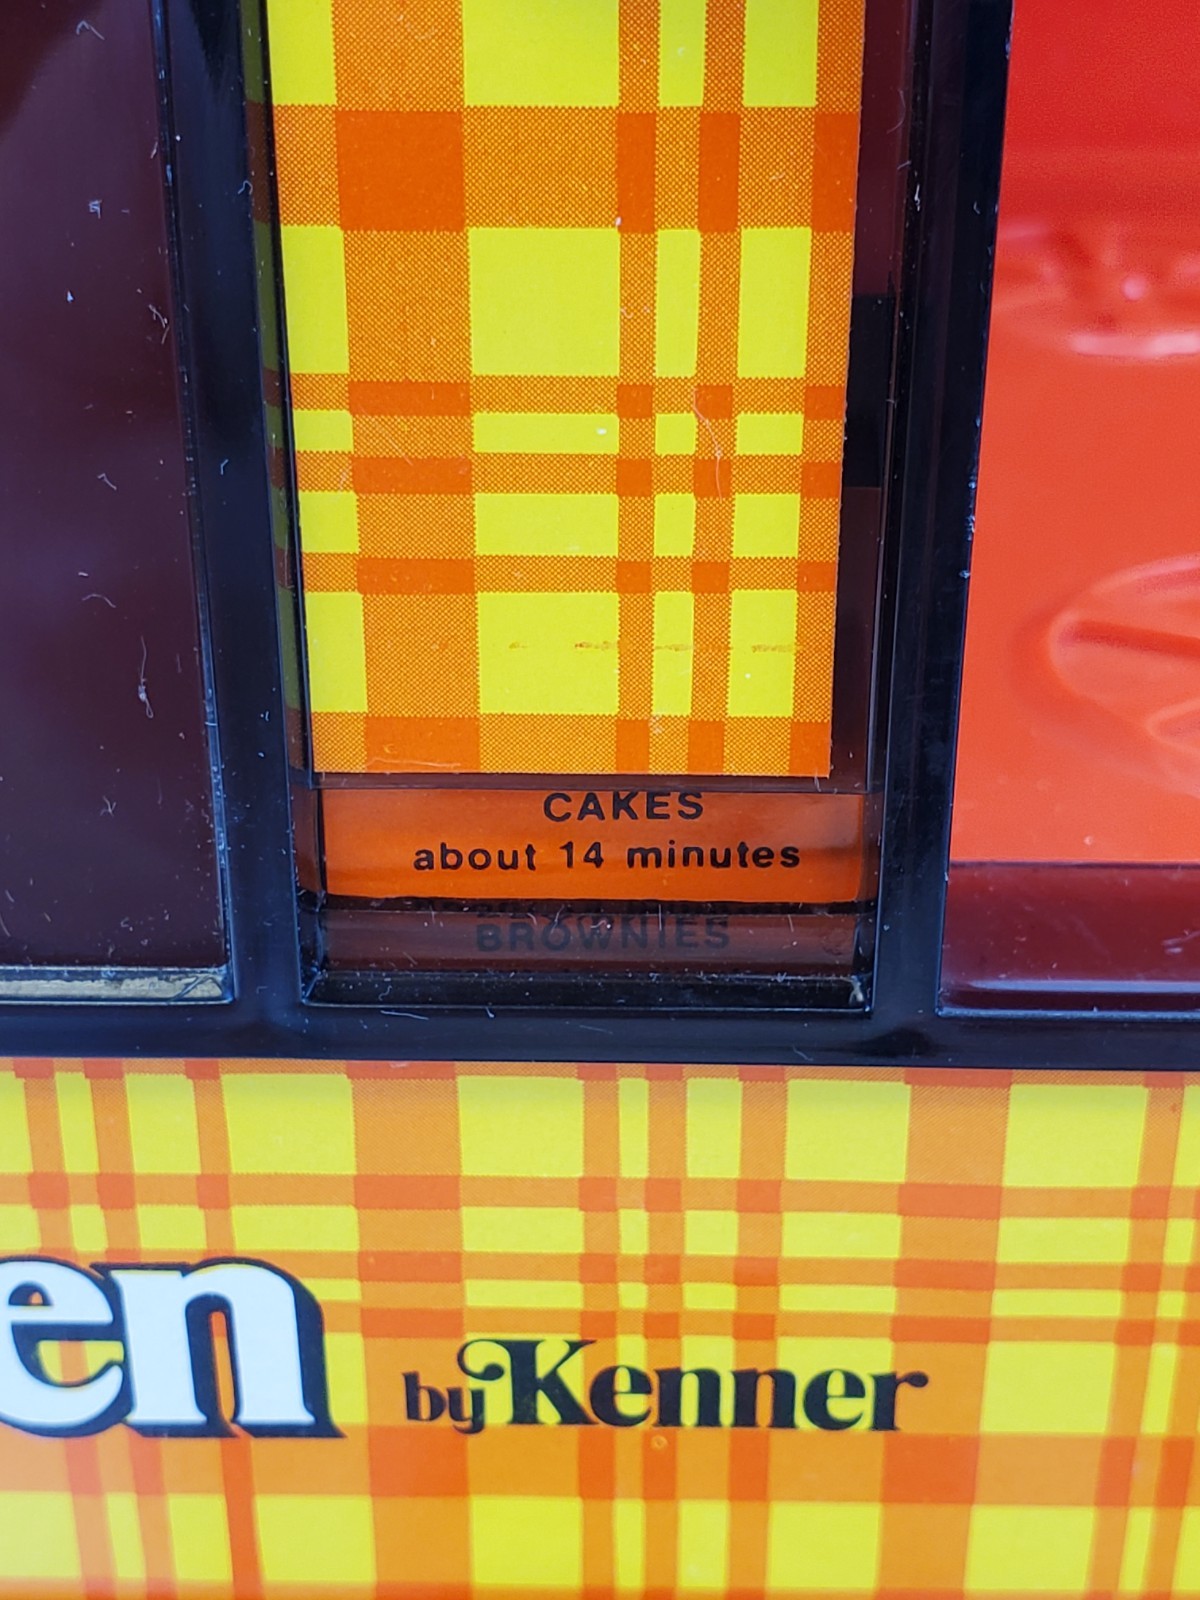 CAKES
about 14 minutes
BROWNIES
en
by Kenner